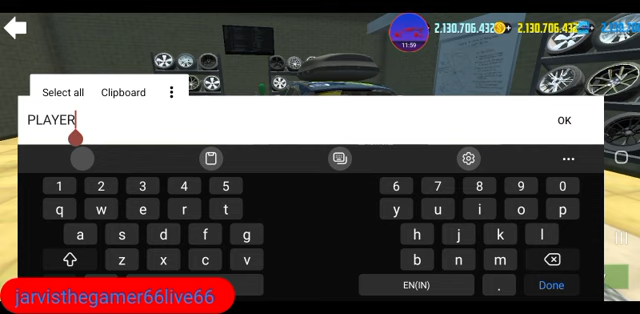 11:59
2.130.706.432 +
2.130.706.432
Select all Clipboard
PLAYER
OK
1 2 3 4 5 6 7 8 9 0
q w e r t y u i o p
a s d f g h j k l
z x c v b n m
EN(IN) . Done
jarvisthegamer66live66